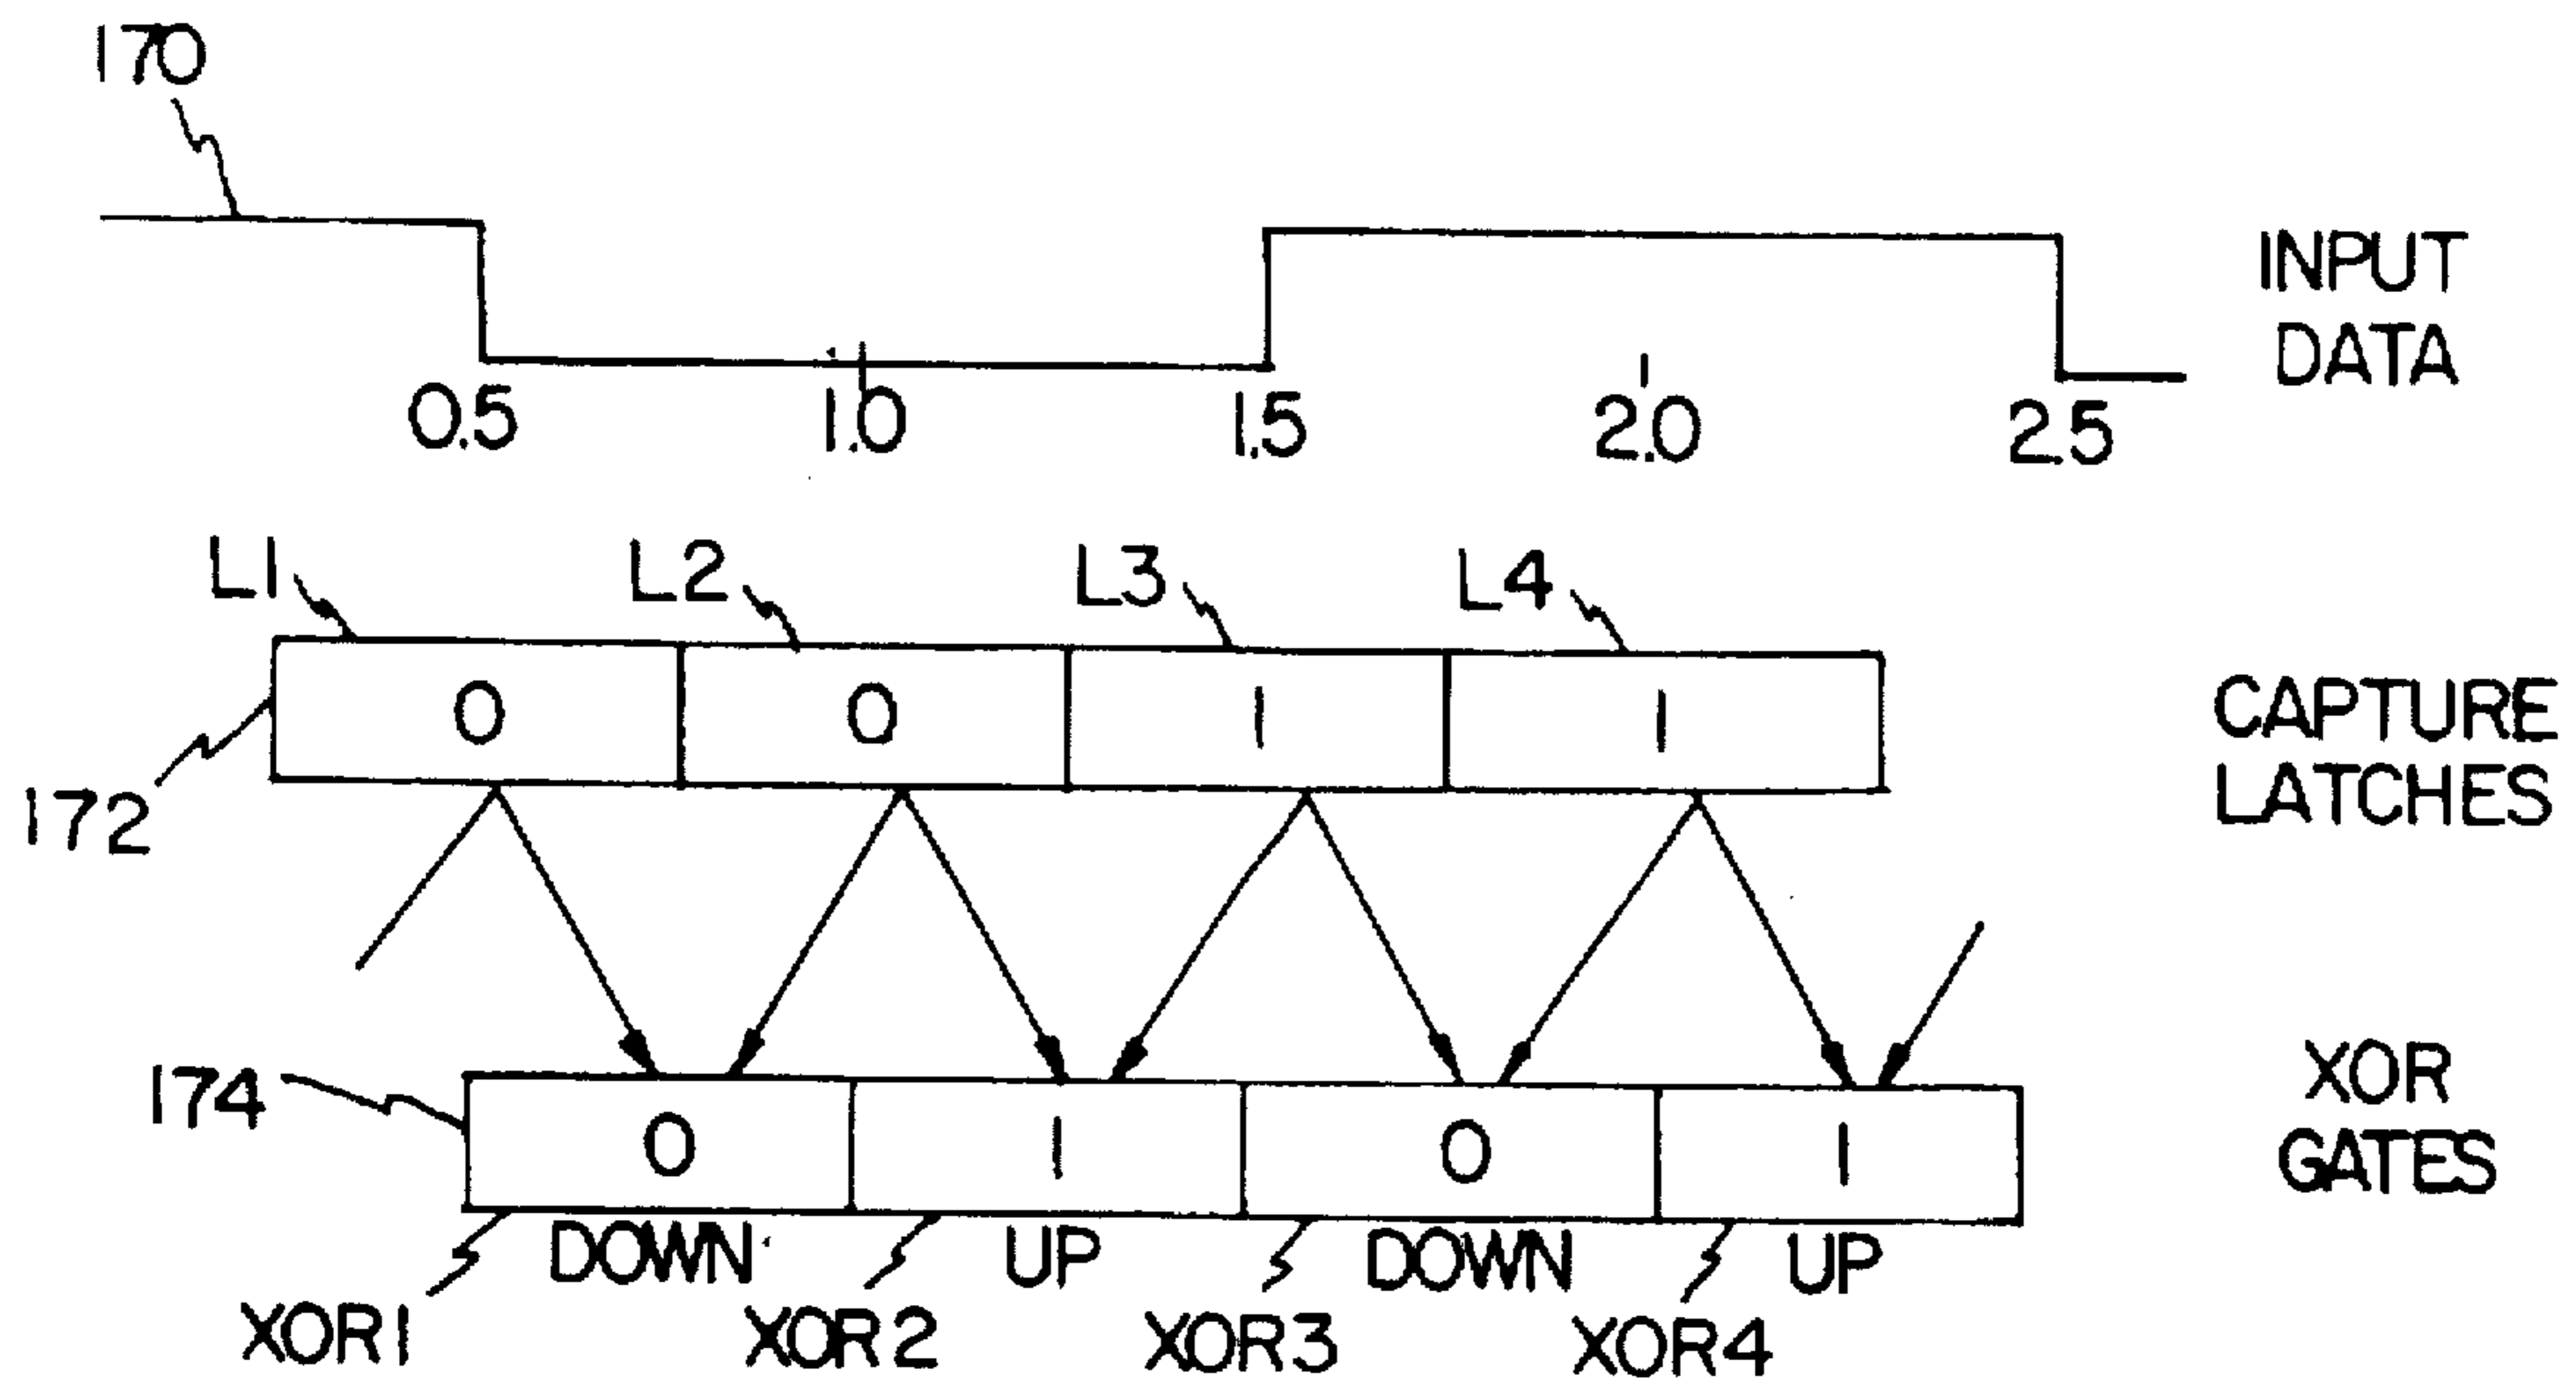 170
INPUT
DATA
0.5 1.0 1.5 2.0 2.5
L1 L2 L3 L4
0 0 1 1
CAPTURE
LATCHES
172
174
0 1 0 1
XOR
GATES
DOWN UP DOWN UP
XOR1 XOR2 XOR3 XOR4